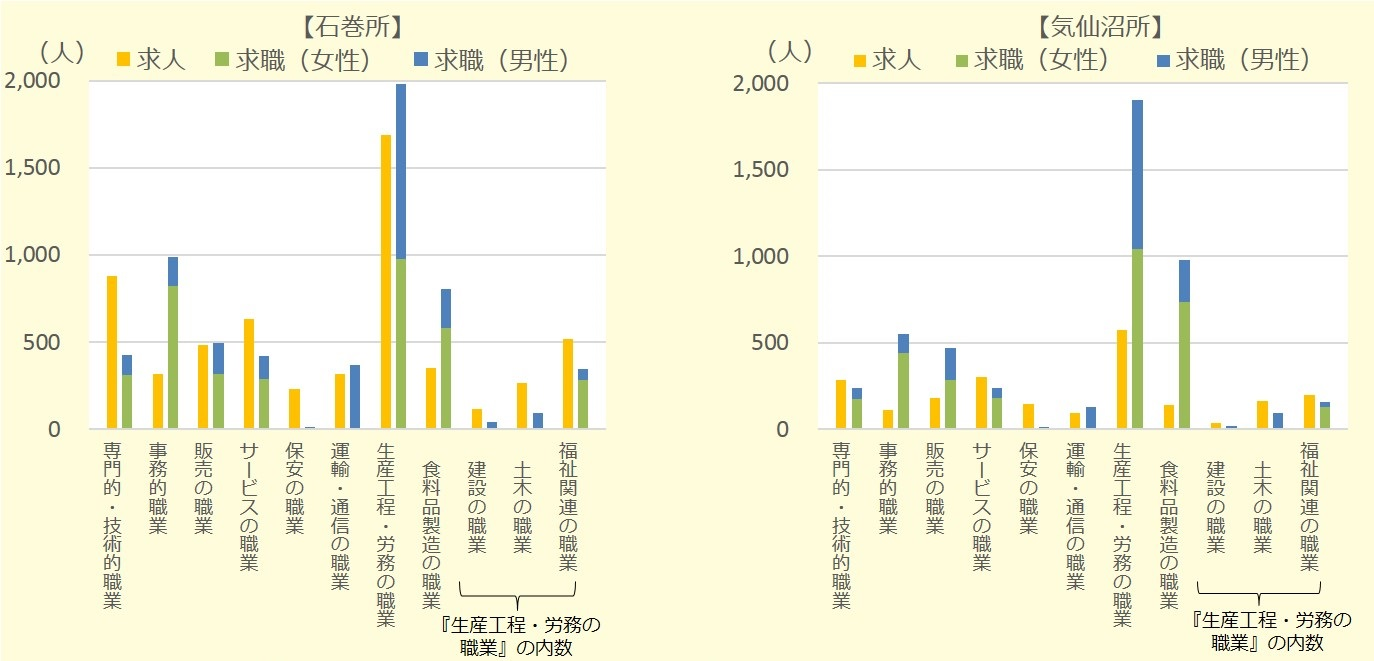 【石巻所】
（人）
求人 求職（女性） 求職（男性）
2,000
1,500
1,000
500
0
専門的・技術的職業
事務的職業
販売の職業
サービスの職業
保安の職業
運輸・通信の職業
生産工程・労務の職業
食料品製造の職業
建設の職業
土木の職業
福祉関連の職業
『生産工程・労務の
職業』の内数
【気仙沼所】
（人）
求人 求職（女性） 求職（男性）
2,000
1,500
1,000
500
0
専門的・技術的職業
事務的職業
販売の職業
サービスの職業
保安の職業
運輸・通信の職業
生産工程・労務の職業
食料品製造の職業
建設の職業
土木の職業
福祉関連の職業
『生産工程・労務の
職業』の内数